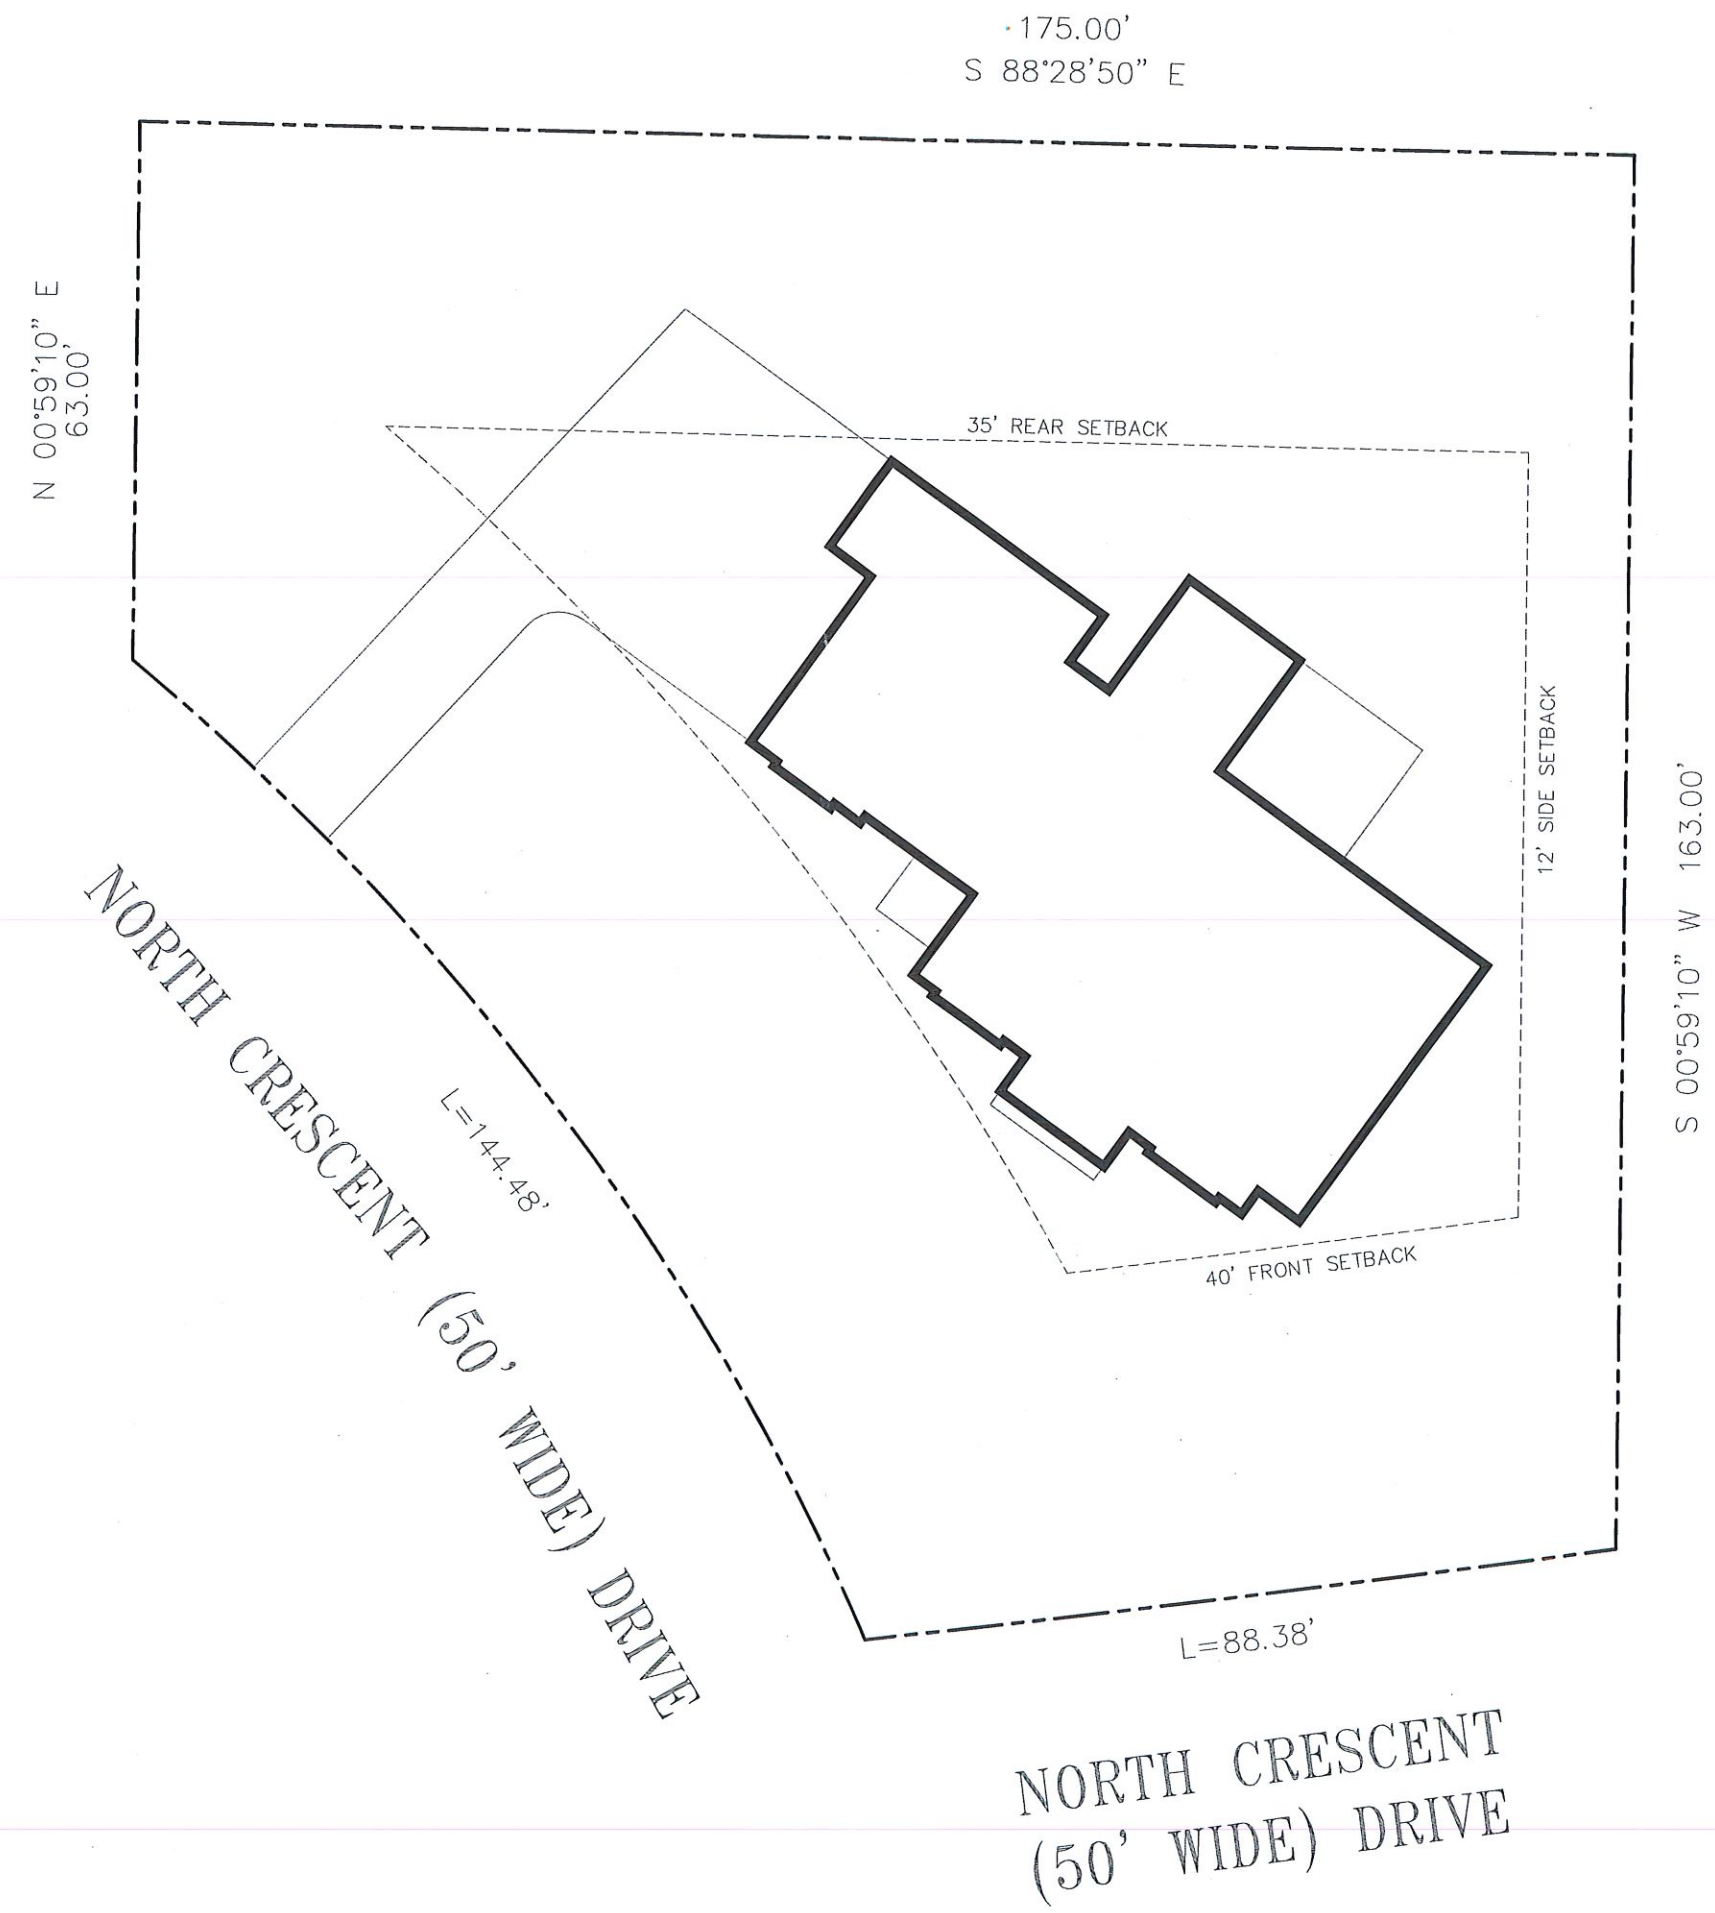 175.00'
S 88°28'50" E
N 00°59'10" E
63.00'
35' REAR SETBACK
12' SIDE SETBACK
S 00°59'10" W 163.00'
40' FRONT SETBACK
L=144.48'
NORTH CRESCENT (50' WIDE) DRIVE
L=88.38'
NORTH CRESCENT
(50' WIDE) DRIVE